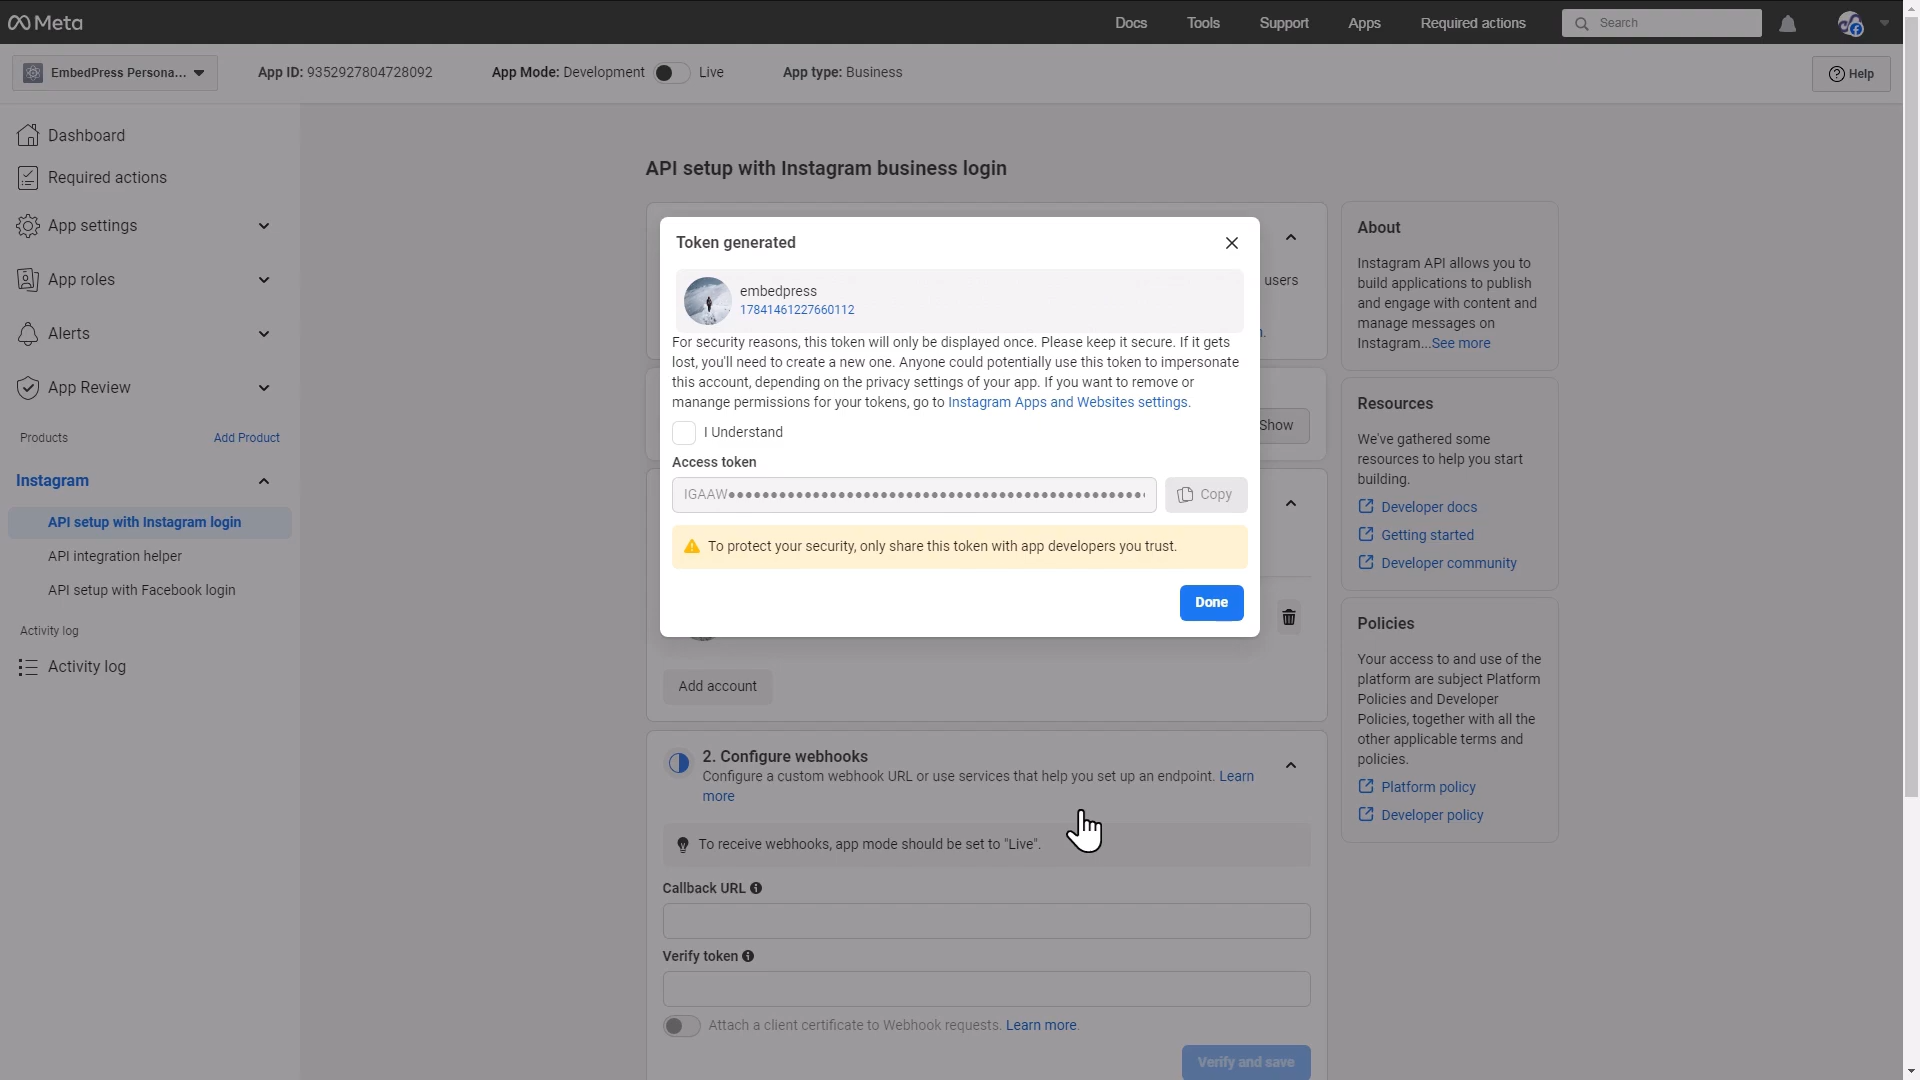 Meta
Docs
Tools
Support
Apps
Required actions
Search
EmbedPress Persona...
App ID: 9352927804728092
App Mode: Development
Live
App type: Business
Help
Dashboard
Required actions
App settings
App roles
Alerts
App Review
Products
Add Product
Instagram
API setup with Instagram login
API integration helper
API setup with Facebook login
Activity log
Activity log
API setup with Instagram business login
users
Show
Token generated
embedpress
17841461227660112
For security reasons, this token will only be displayed once. Please keep it secure. If it gets
lost, you'll need to create a new one. Anyone could potentially use this token to impersonate
this account, depending on the privacy settings of your app. If you want to remove or
manange permissions for your tokens, go to Instagram Apps and Websites settings.
I Understand
Access token
IGAAW••••••••••••••••••••••••••••••••••••••••••••••••••
Copy
To protect your security, only share this token with app developers you trust.
Done
Add account
2. Configure webhooks
Configure a custom webhook URL or use services that help you set up an endpoint. Learn
more
To receive webhooks, app mode should be set to "Live".
Callback URL
Verify token
Attach a client certificate to Webhook requests. Learn more.
Verify and save
About
Instagram API allows you to
build applications to publish
and engage with content and
manage messages on
Instagram...See more
Resources
We've gathered some
resources to help you start
building.
Developer docs
Getting started
Developer community
Policies
Your access to and use of the
platform are subject Platform
Policies and Developer
Policies, together with all the
other applicable terms and
policies.
Platform policy
Developer policy